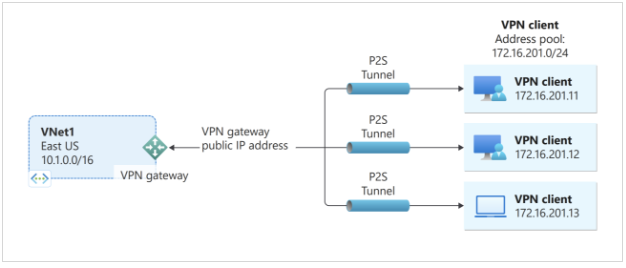 VPN client
Address pool:
172.16.201.0/24
P2S
Tunnel
VPN client
172.16.201.11
VNet1
East US
10.1.0.0/16
VPN gateway
VPN gateway
public IP address
P2S
Tunnel
VPN client
172.16.201.12
P2S
Tunnel
VPN client
172.16.201.13